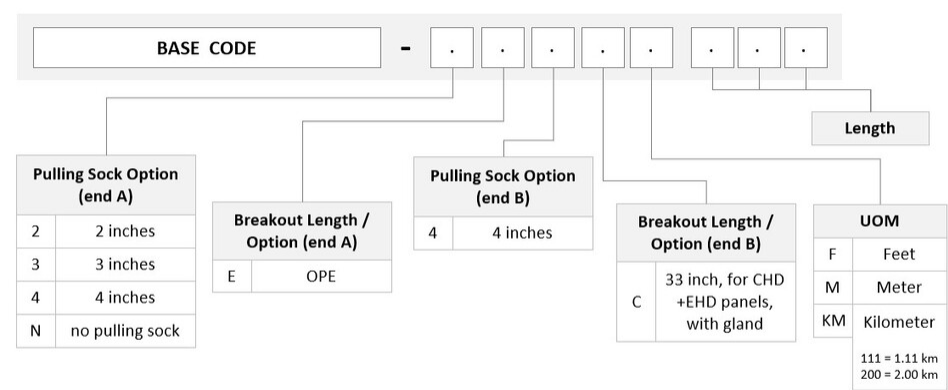 BASE CODE - . . . . . . . .
Length
Pulling Sock Option
(end A)
2 2 inches
3 3 inches
4 4 inches
N no pulling sock
Breakout Length /
Option (end A)
E OPE
Pulling Sock Option
(end B)
4 4 inches
Breakout Length /
Option (end B)
C 33 inch, for CHD
+EHD panels,
with gland
UOM
F Feet
M Meter
KM Kilometer
111 = 1.11 km
200 = 2.00 km